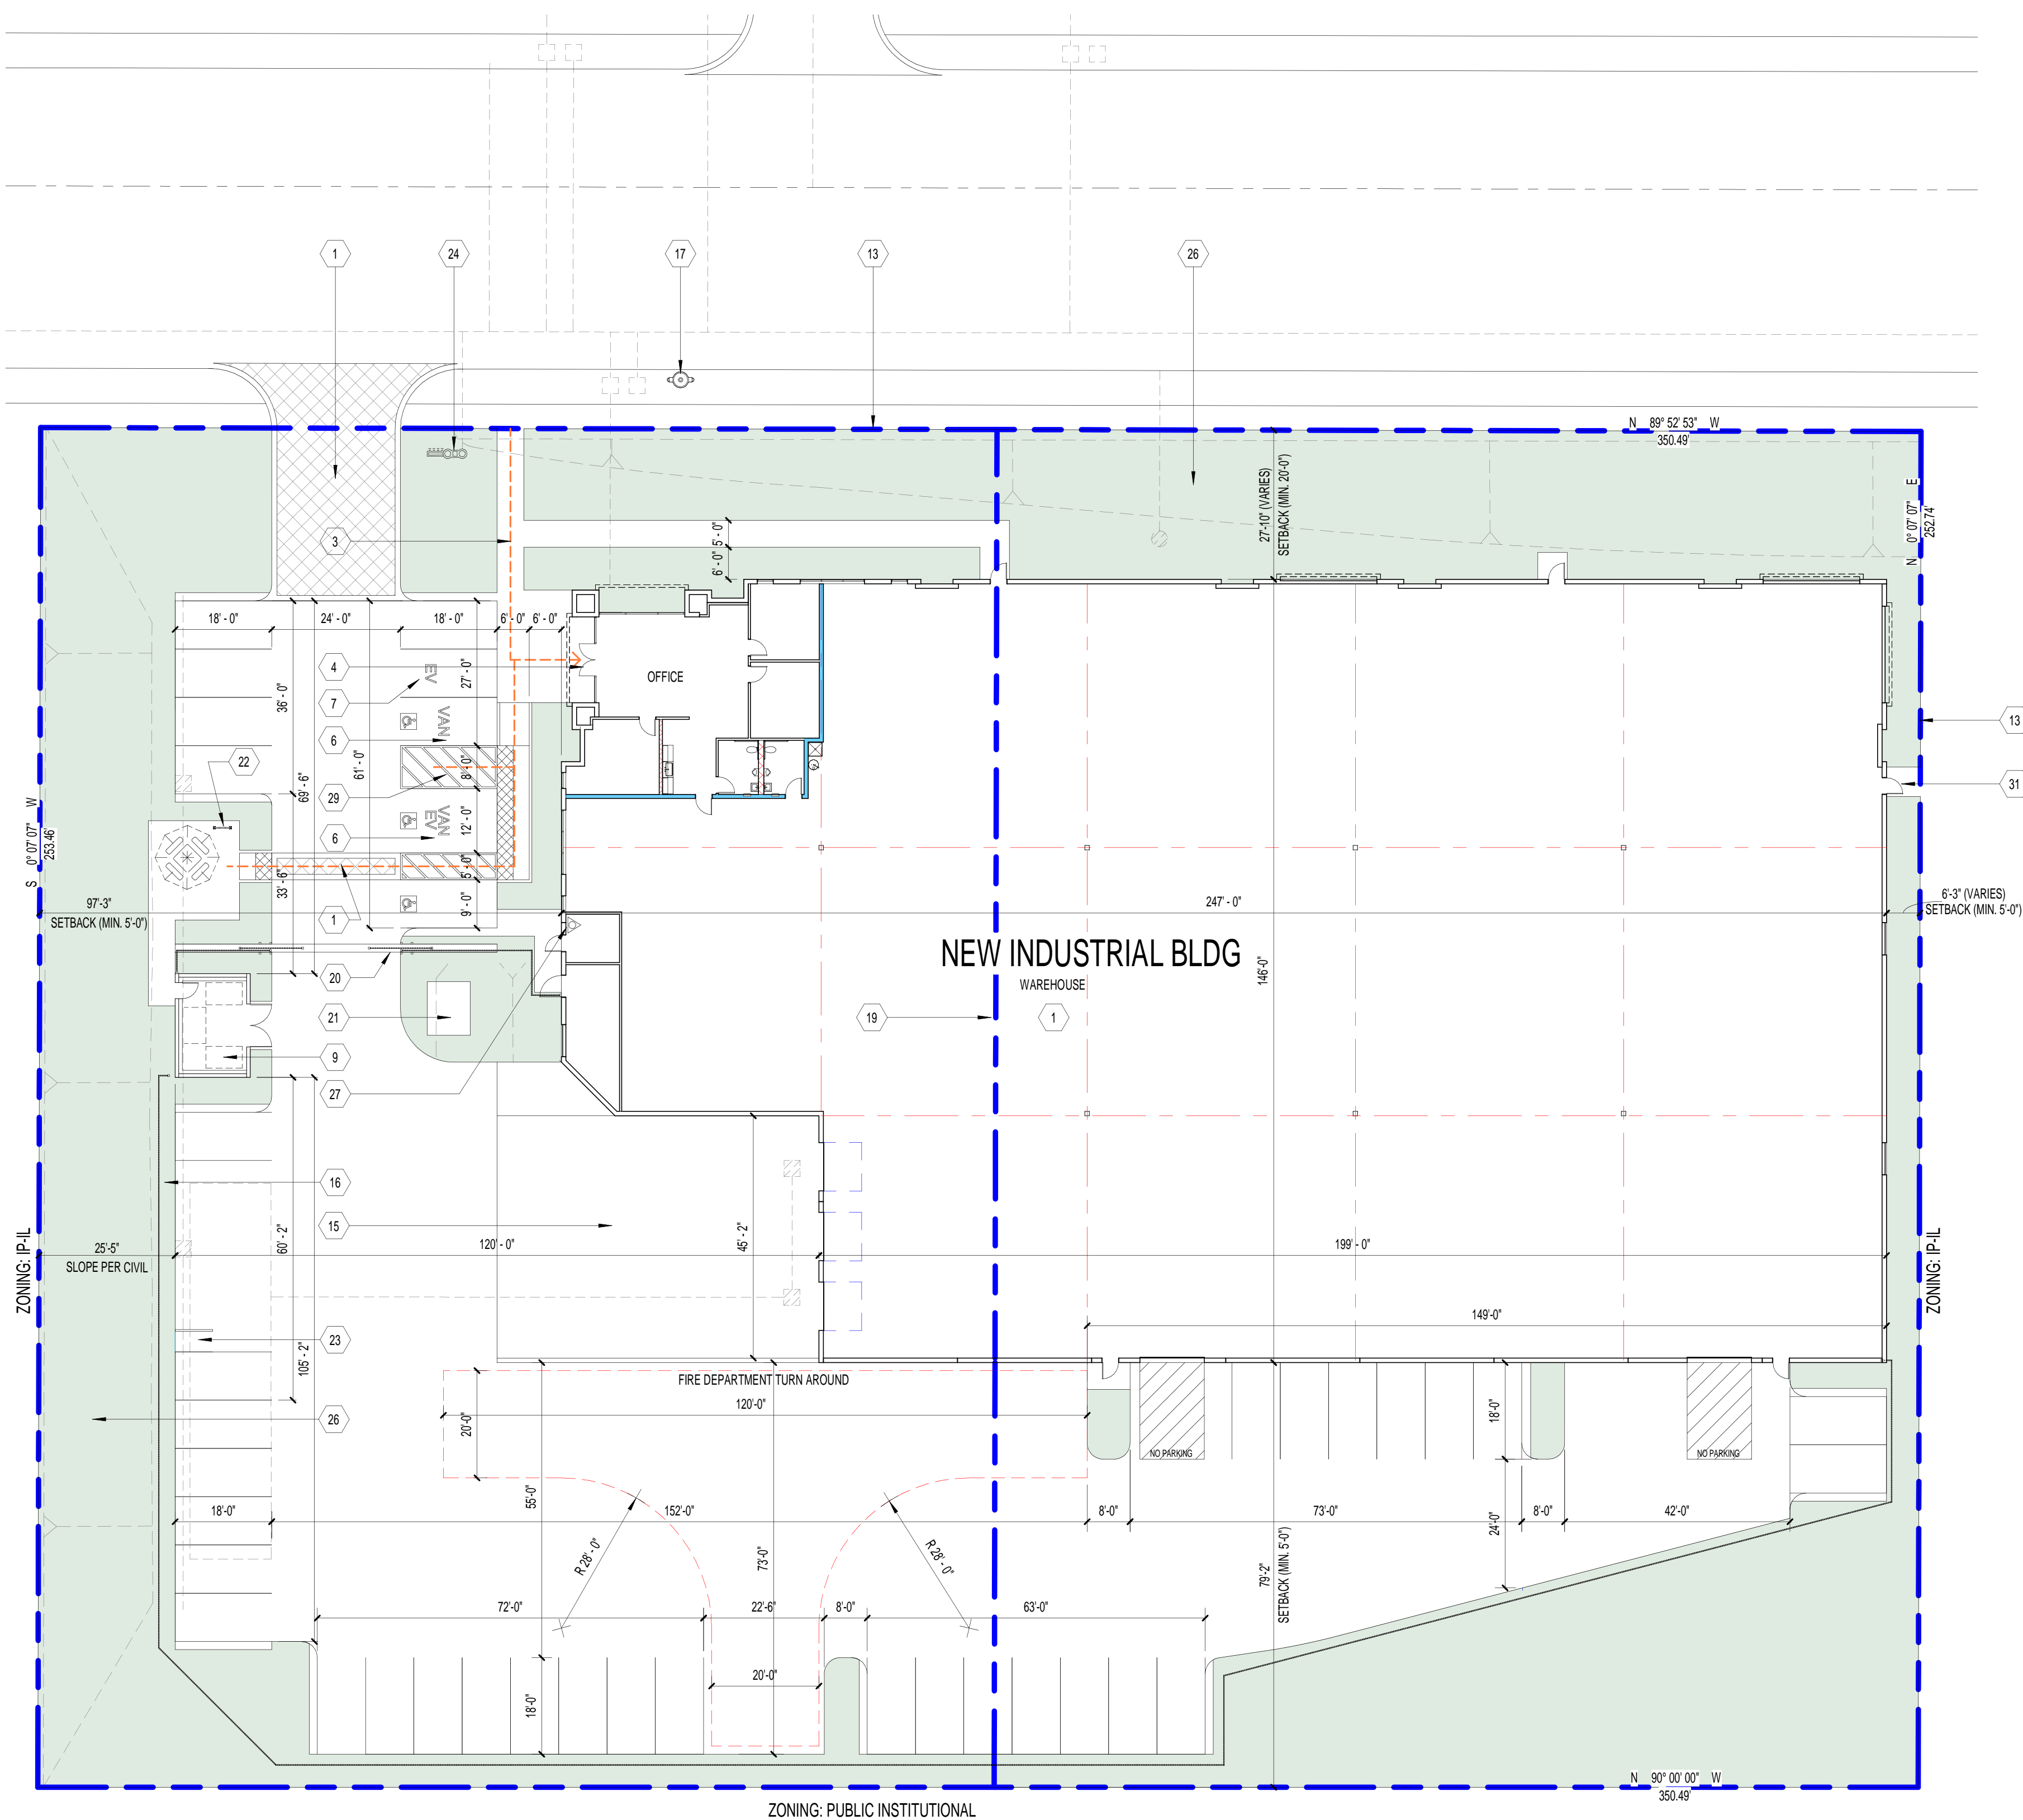 1
24
17
13
26
N 89° 52' 53" W
350.49'
27'-10" (VARIES)
SETBACK (MIN. 20'-0")
N 0° 07' 07" E
252.74'
3
5' - 0"
6' - 0"
18' - 0"
24' - 0"
18' - 0"
6' - 0"
6' - 0"
4
OFFICE
EV
27' - 0"
7
36' - 0"
VAN
6
13
22
8' - 0"
61' - 0"
69' - 6"
29
31
VAN
EV
12' - 0"
6
S 0° 07' 07" W
253.46'
5' - 0"
33' - 6"
9' - 0"
97'-3"
SETBACK (MIN. 5'-0")
1
247' - 0"
6'-3" (VARIES)
SETBACK (MIN. 5'-0")
NEW INDUSTRIAL BLDG
WAREHOUSE
146'-0"
20
21
19
1
9
27
16
15
60' - 2"
45' - 2"
25'-5"
SLOPE PER CIVIL
120' - 0"
199' - 0"
ZONING: IP-IL
ZONING: IP-IL
149'-0"
23
105' - 2"
FIRE DEPARTMENT TURN AROUND
120'-0"
20'-0"
26
18'-0"
NO PARKING
NO PARKING
55'-0"
18'-0"
152'-0"
8'-0"
73'-0"
8'-0"
42'-0"
24'-0"
R 28' - 0"
R 28' - 0"
73'-0"
79'-2"
SETBACK (MIN. 5'-0")
72'-0"
22'-6"
8'-0"
63'-0"
20'-0"
18'-0"
N 90° 00' 00" W
350.49'
ZONING: PUBLIC INSTITUTIONAL